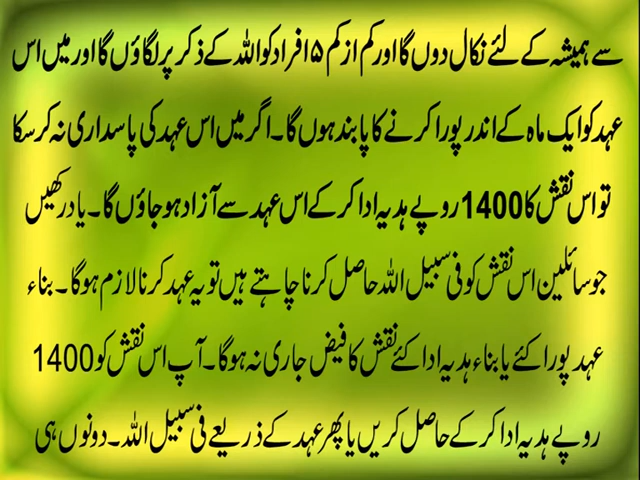 سے ہمیشہ کے لئے نکال دوں گا اور کم از کم ۵ افراد کو اللہ کے ذکر پر لگاؤں گا اور میں اس
عہد کو ایک ماہ کے اندر پورا کرنے کا پابند ہوں گا۔ اگر میں اس عہد کی پاسداری نہ کر سکا
تو اس نقش کا 1400 روپے ہدیہ ادا کر کے اس عہد سے آزاد ہو جاؤں گا۔ یاد رکھیں
جو سائلین اس نقش کو فی سبیل اللہ حاصل کرنا چاہتے ہیں تو یہ عہد کرنا لازم ہوگا۔ بناء
عہد پورا کئے یا بناء ہدیہ ادا کئے نقش کا فیض جاری نہ ہوگا۔ آپ اس نقش کو 1400
روپے ہدیہ ادا کر کے حاصل کریں یا پھر عہد کے ذریعے فی سبیل اللہ۔ دونوں ہی